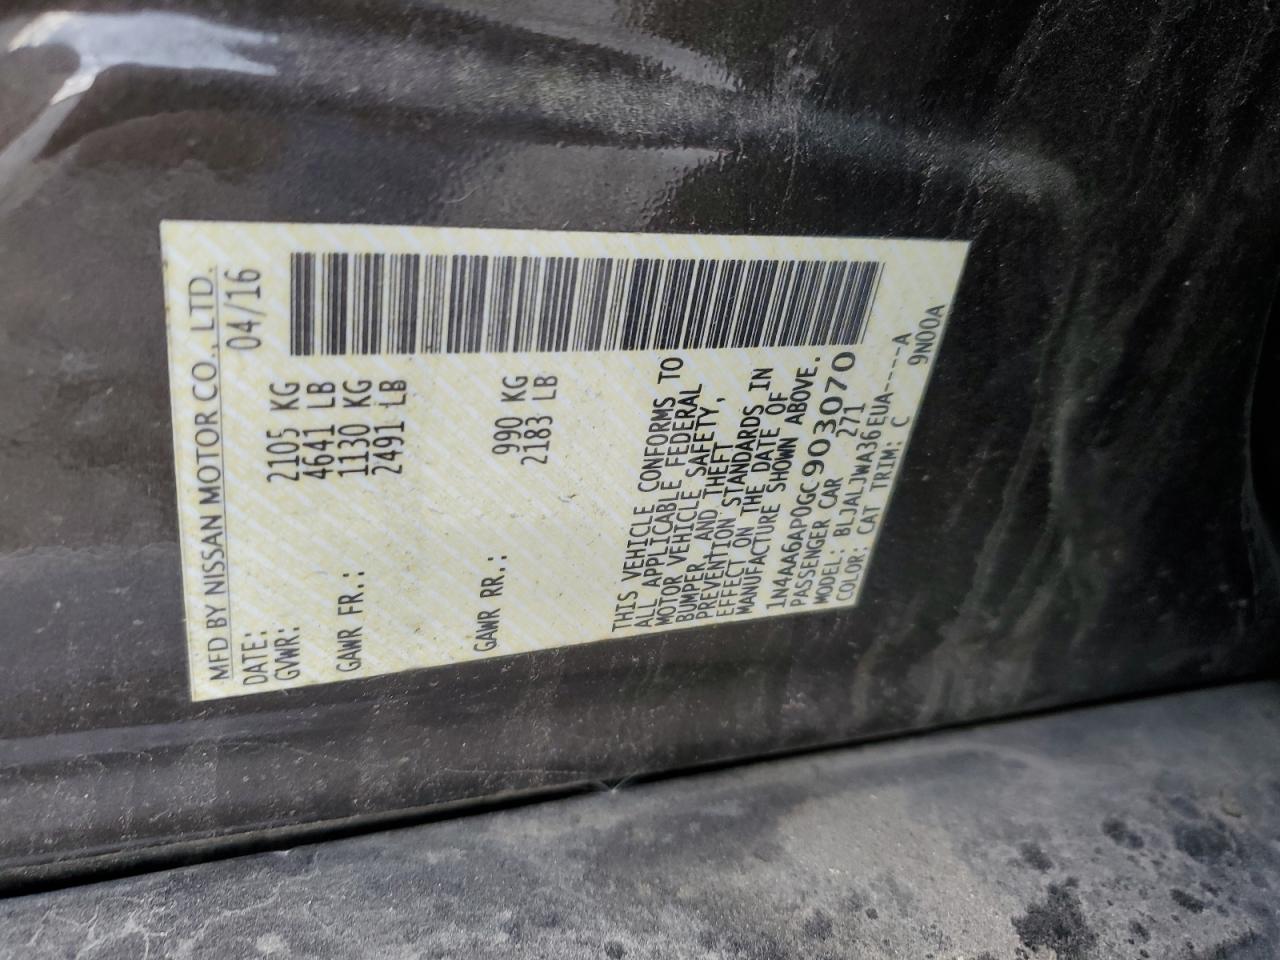 MFD BY NISSAN MOTOR CO., LTD.
DATE: 04/16
GVWR: 2105 KG
4641 LB
GAWR FR.: 1130 KG
2491 LB
GAWR RR.: 990 KG
2183 LB
THIS VEHICLE CONFORMS TO
ALL APPLICABLE FEDERAL
MOTOR VEHICLE SAFETY,
BUMPER, AND THEFT
PREVENTION STANDARDS IN
EFFECT ON THE DATE OF
MANUFACTURE SHOWN ABOVE.
1N4AA6AP0GC903070
PASSENGER CAR 271
MODEL: BLJALJWA36EUA-----A
COLOR: CAT TRIM: C 9N00A